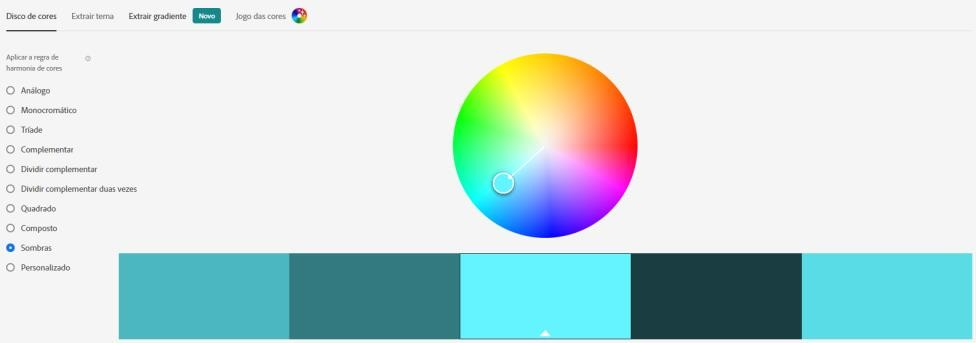 Disco de cores
Extrair tema
Extrair gradiente
Novo
Jogo das cores
Aplicar a regra de
harmonia de cores
Análogo
Monocromático
Tríade
Complementar
Dividir complementar
Dividir complementar duas vezes
Quadrado
Composto
Sombras
Personalizado